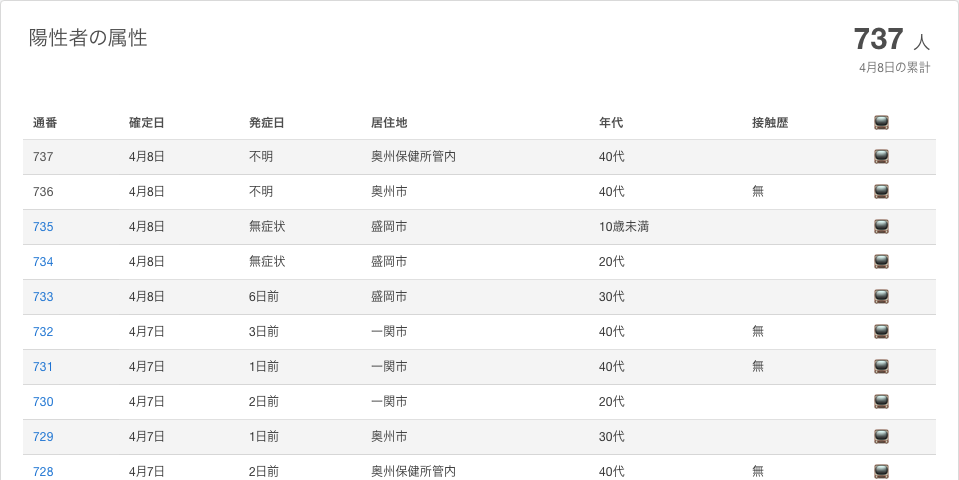 陽性者の属性
737 人
4月8日の累計
通番 確定日 発症日 居住地 年代 接触歴
737 4月8日 不明 奥州保健所管内 40代
736 4月8日 不明 奥州市 40代 無
735 4月8日 無症状 盛岡市 10歳未満
734 4月8日 無症状 盛岡市 20代
733 4月8日 6日前 盛岡市 30代
732 4月7日 3日前 一関市 40代 無
731 4月7日 1日前 一関市 40代 無
730 4月7日 2日前 一関市 20代
729 4月7日 1日前 奥州市 30代
728 4月7日 2日前 奥州保健所管内 40代 無